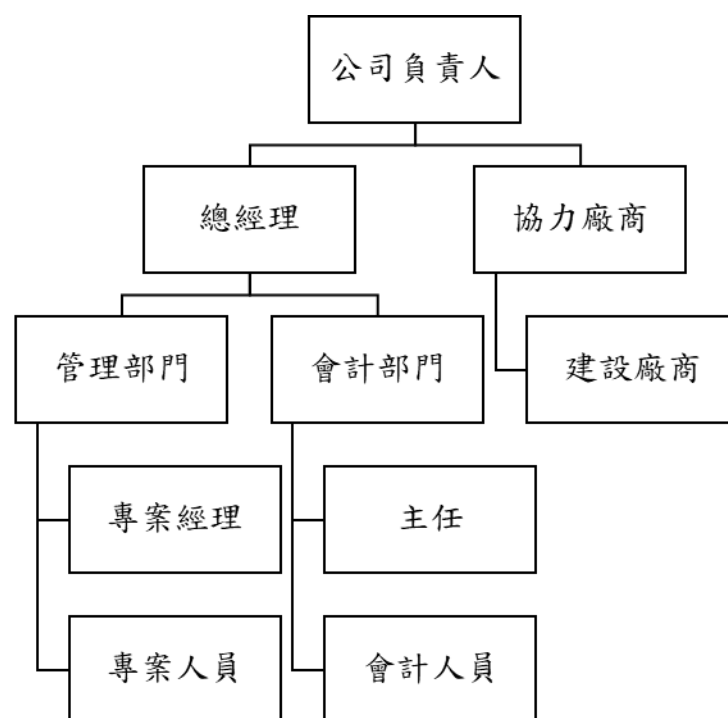 公司負責人
總經理
協力廠商
管理部門
會計部門
建設廠商
專案經理
主任
專案人員
會計人員